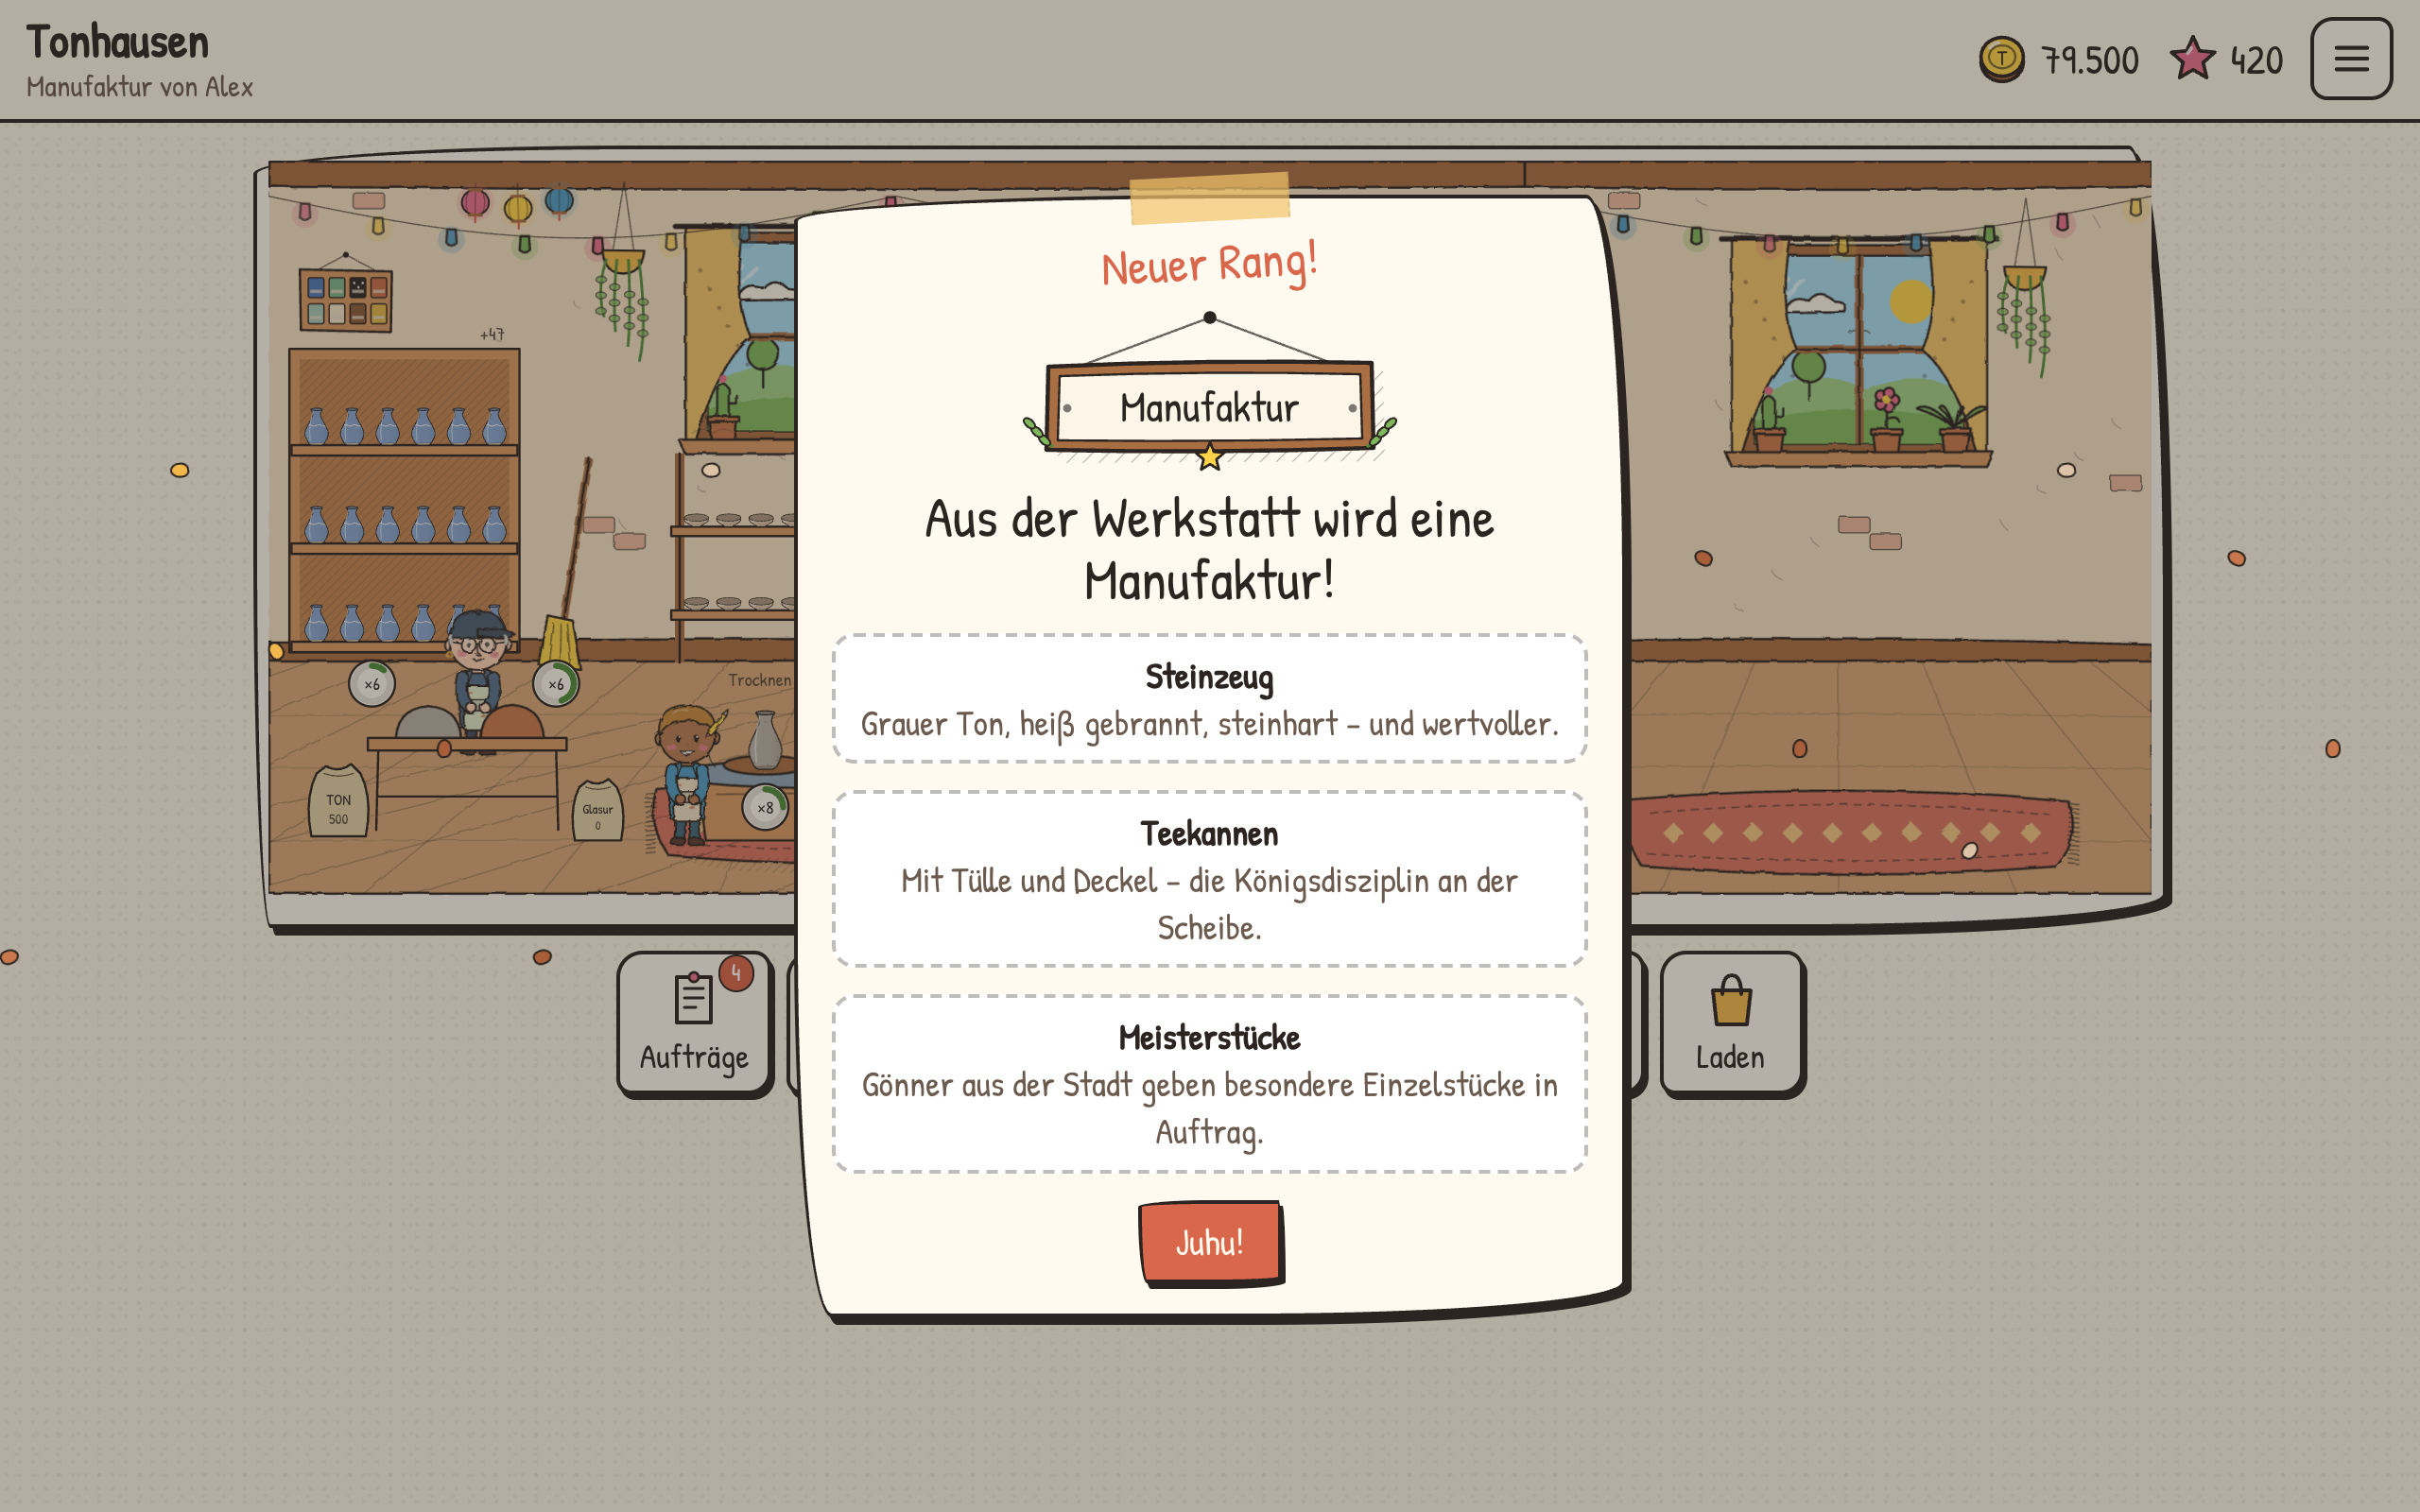 Tonhausen
Manufaktur von Alex
T
79.500
420
+47
Neuer Rang!
Manufaktur
Aus der Werkstatt wird eine
Manufaktur!
Steinzeug
Grauer Ton, heiß gebrannt, steinhart – und wertvoller.
Teekannen
Mit Tülle und Deckel – die Königsdisziplin an der
Scheibe.
Meisterstücke
Gönner aus der Stadt geben besondere Einzelstücke in
Auftrag.
Juhu!
×6
×6
Trocknen
TON
500
Glasur
0
×8
4
Aufträge
Laden